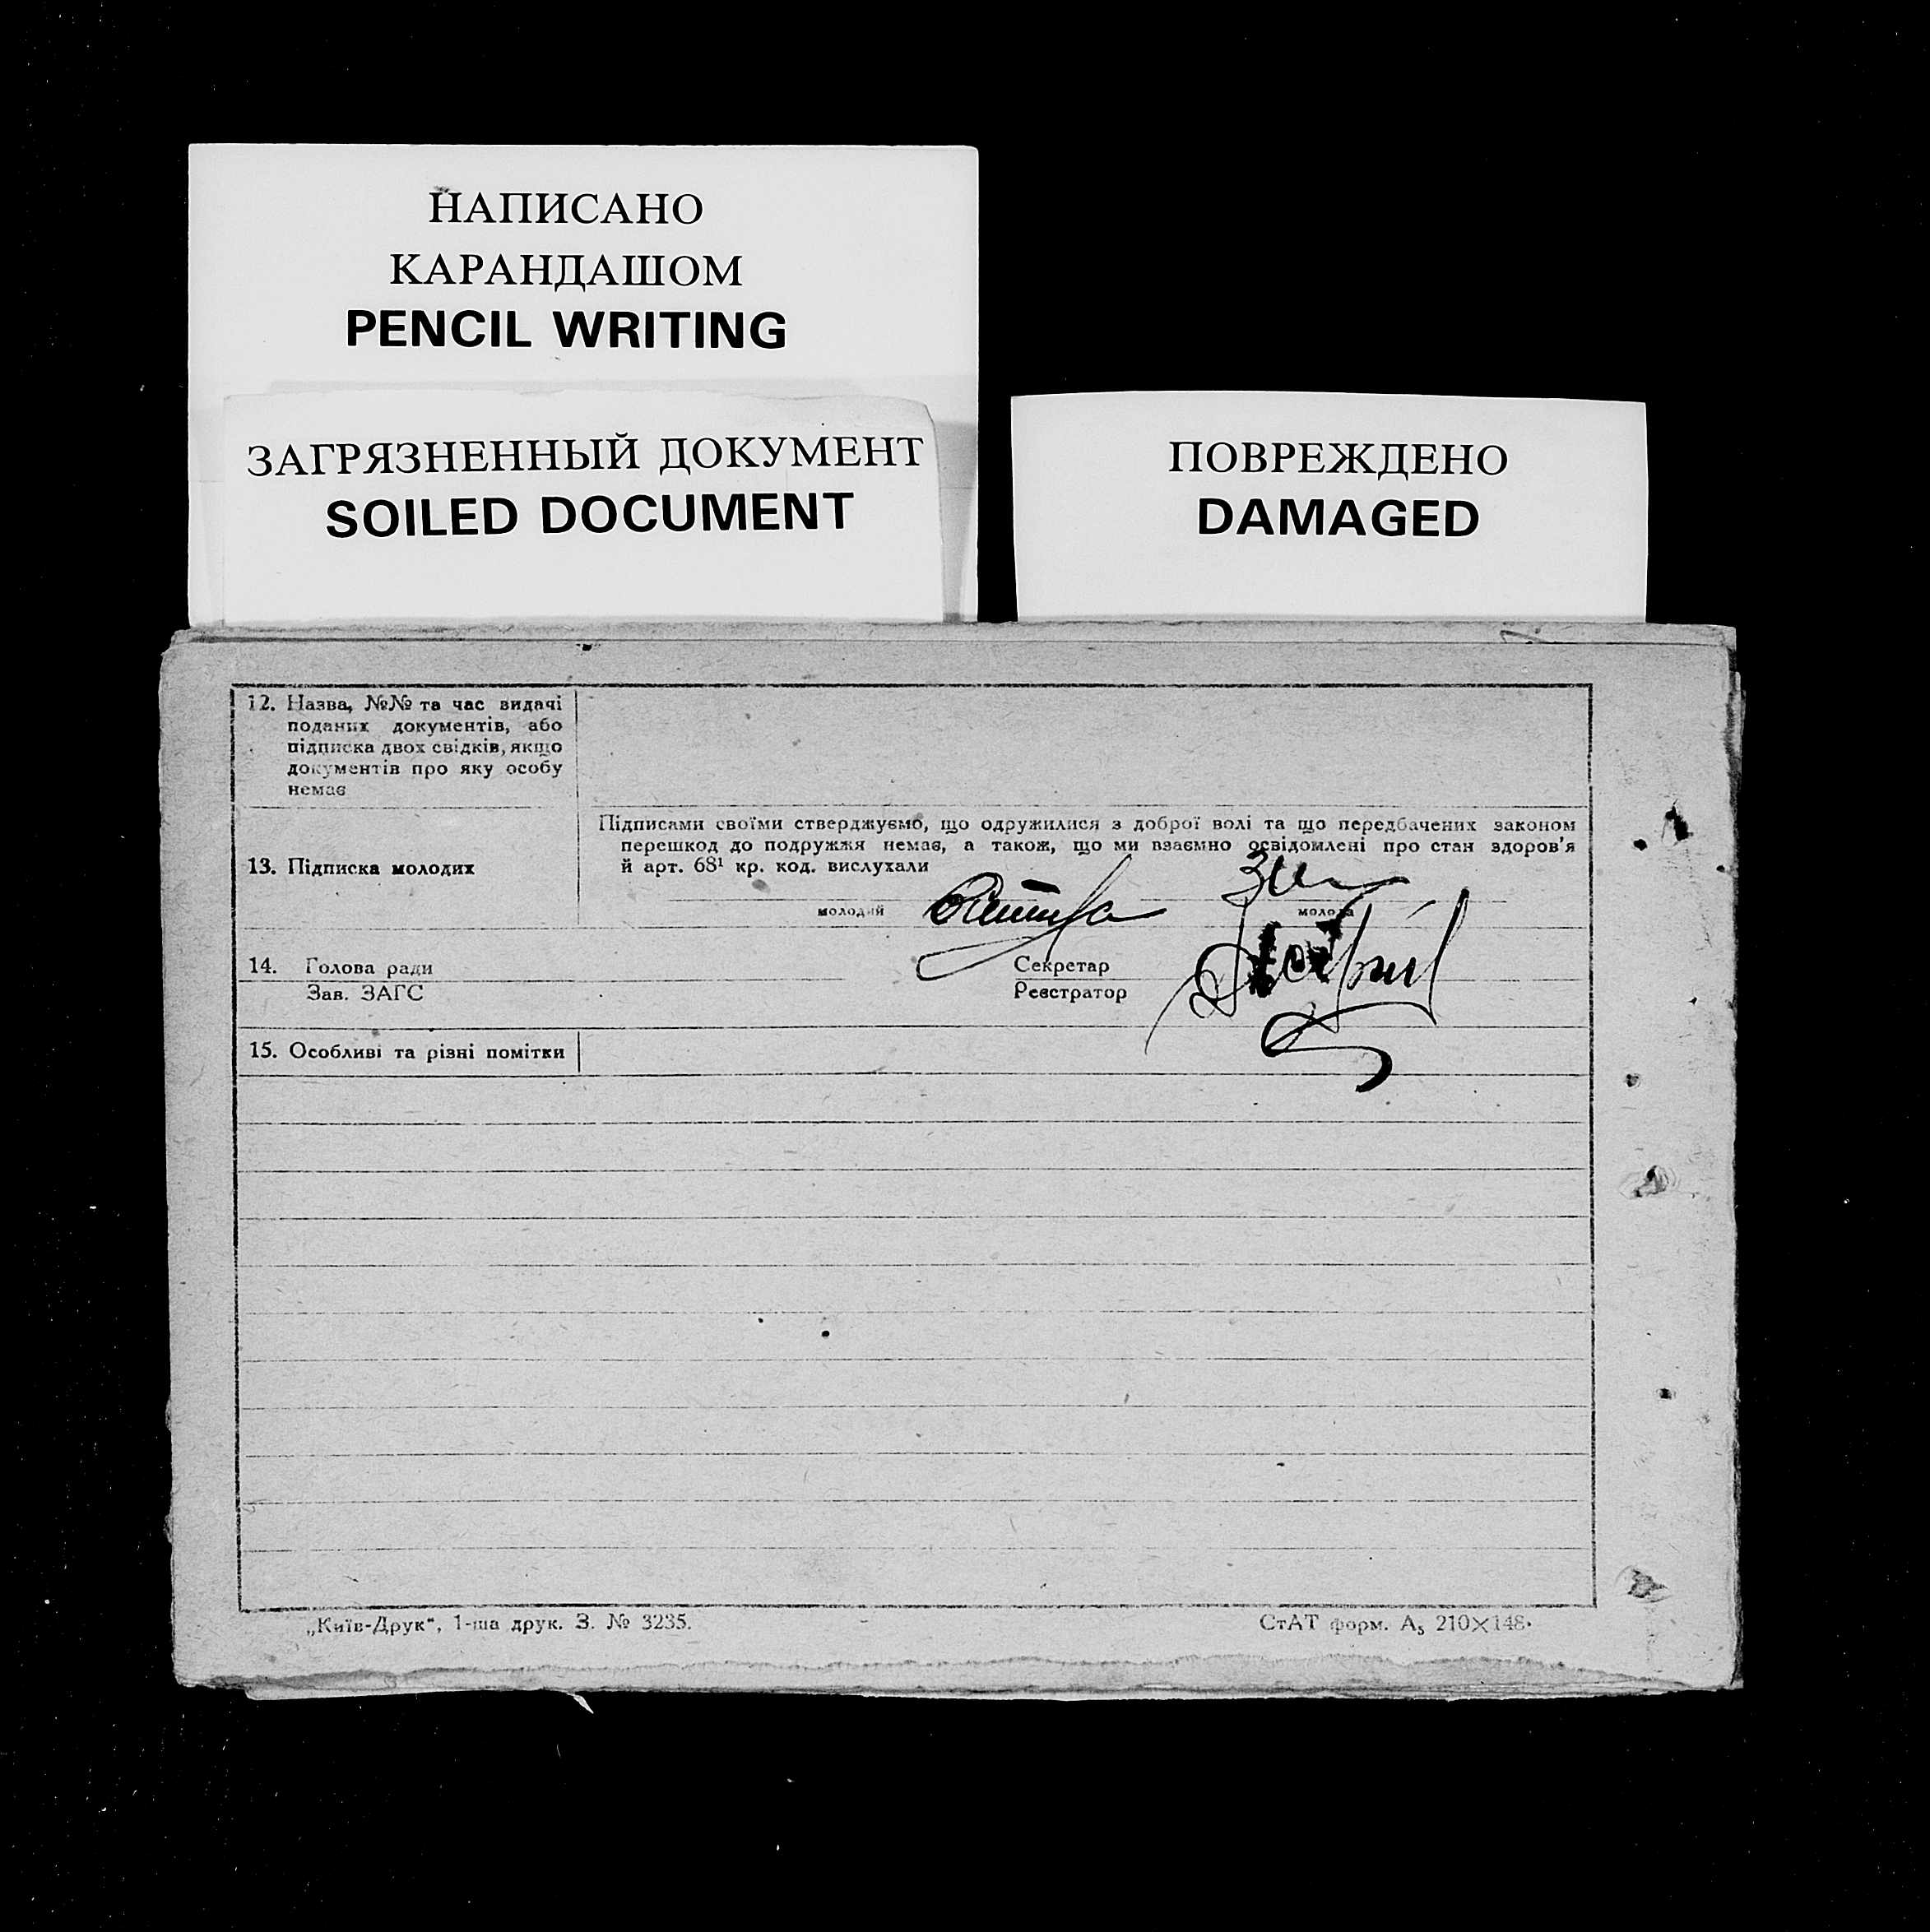 НАПИСАНО
КАРАНДАШОМ
PENCIL WRITING
ЗАГРЯЗНЕННЫЙ ДОКУМЕНТ
SOILED DOCUMENT
ПОВРЕЖДЕНО
DAMAGED
12. Назва, №№ та час видачі
поданих документів, або
підписка двох свідків, якщо
документів про яку особу
немає
Підписами своїми стверджуємо, що одружилися з доброї волі та що передбачених законом
перешкод до подружжя немає, а також, що ми взаємно освідомлені про стан здоров'я
й арт. 68¹ кр. код. вислухали
13. Підписка молодих
молодий
молода
14. Голова ради
Зав. ЗАГС
Секретар
Реєстратор
15. Особливі та різні помітки
„Київ-Друк“, 1-ша друк. З. № 3235.
СтАТ форм. А₅ 210×148.